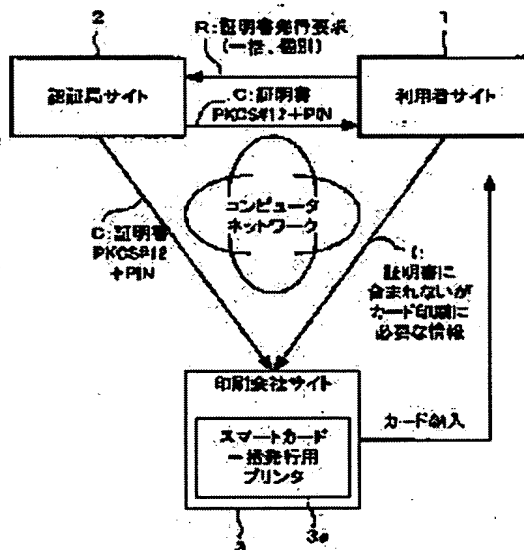 2
R:証明書発行要求
(一括、個別)
1
認証局サイト
利用者サイト
C:証明書
PKCS#12+PIN
コンピュータ
ネットワーク
C:証明書
PKCS#12
+PIN
I:
証明書に
含まれないが
カード印刷に
必要な情報
印刷会社サイト
スマートカード
一括発行用
プリンタ
カード納入
3
3a